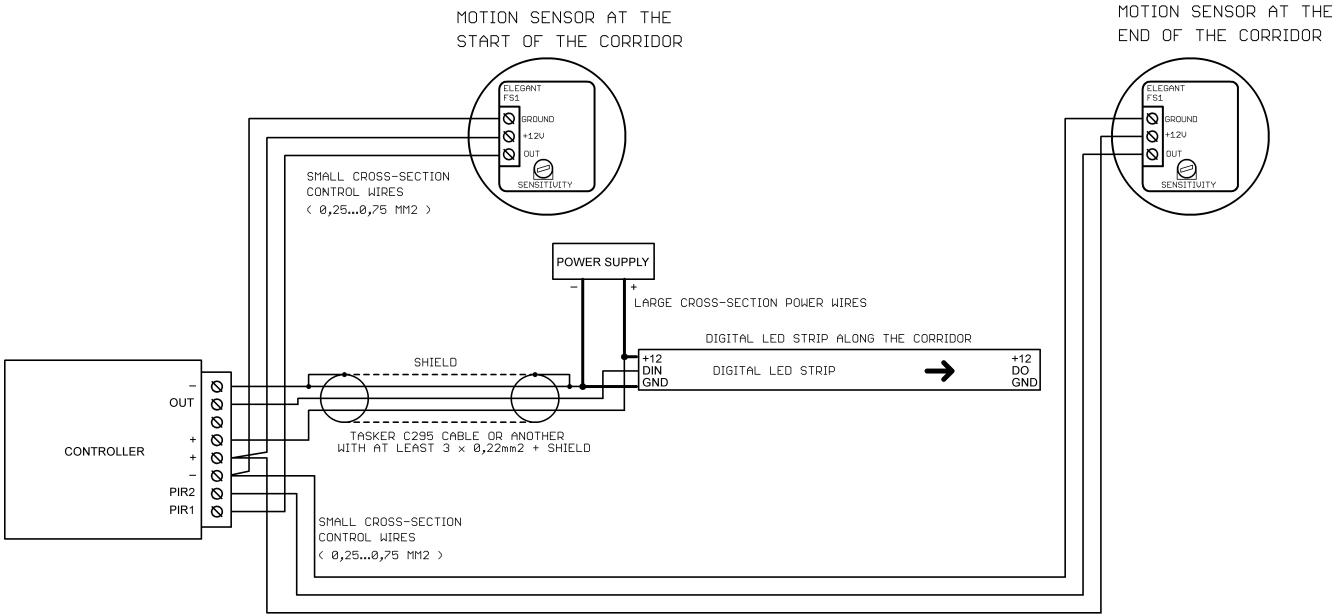 MOTION SENSOR AT THE
START OF THE CORRIDOR
MOTION SENSOR AT THE
END OF THE CORRIDOR
ELEGANT
FS1
GROUND
+12V
OUT
SENSITIVITY
ELEGANT
FS1
GROUND
+12V
OUT
SENSITIVITY
SMALL CROSS-SECTION
CONTROL WIRES
( 0,25...0,75 MM2 )
POWER SUPPLY
– +
LARGE CROSS-SECTION POWER WIRES
DIGITAL LED STRIP ALONG THE CORRIDOR
+12
DIN
GND
DIGITAL LED STRIP
+12
DO
GND
SHIELD
TASKER C295 CABLE OR ANOTHER
WITH AT LEAST 3 x 0,22mm2 + SHIELD
CONTROLLER
–
OUT
+
+
–
PIR2
PIR1
SMALL CROSS-SECTION
CONTROL WIRES
( 0,25...0,75 MM2 )